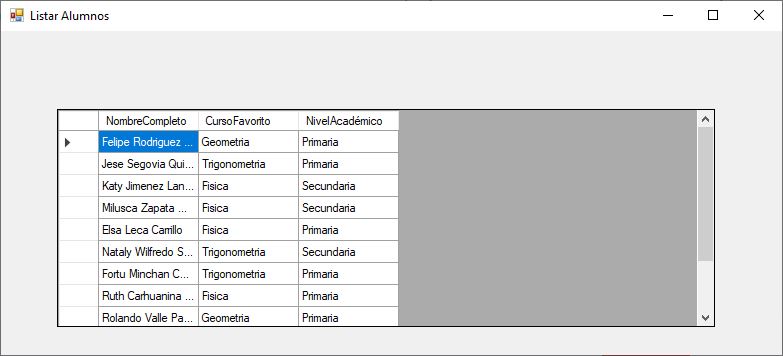 Listar Alumnos
NombreCompleto CursoFavorito NivelAcadémico
Felipe Rodriguez ... Geometria Primaria
Jese Segovia Qui... Trigonometria Primaria
Katy Jimenez Lan... Fisica Secundaria
Milusca Zapata ... Fisica Secundaria
Elsa Leca Carrillo Fisica Primaria
Nataly Wilfredo S... Trigonometria Secundaria
Fortu Minchan C... Trigonometria Primaria
Ruth Carhuanina ... Fisica Primaria
Rolando Valle Pa... Geometria Primaria